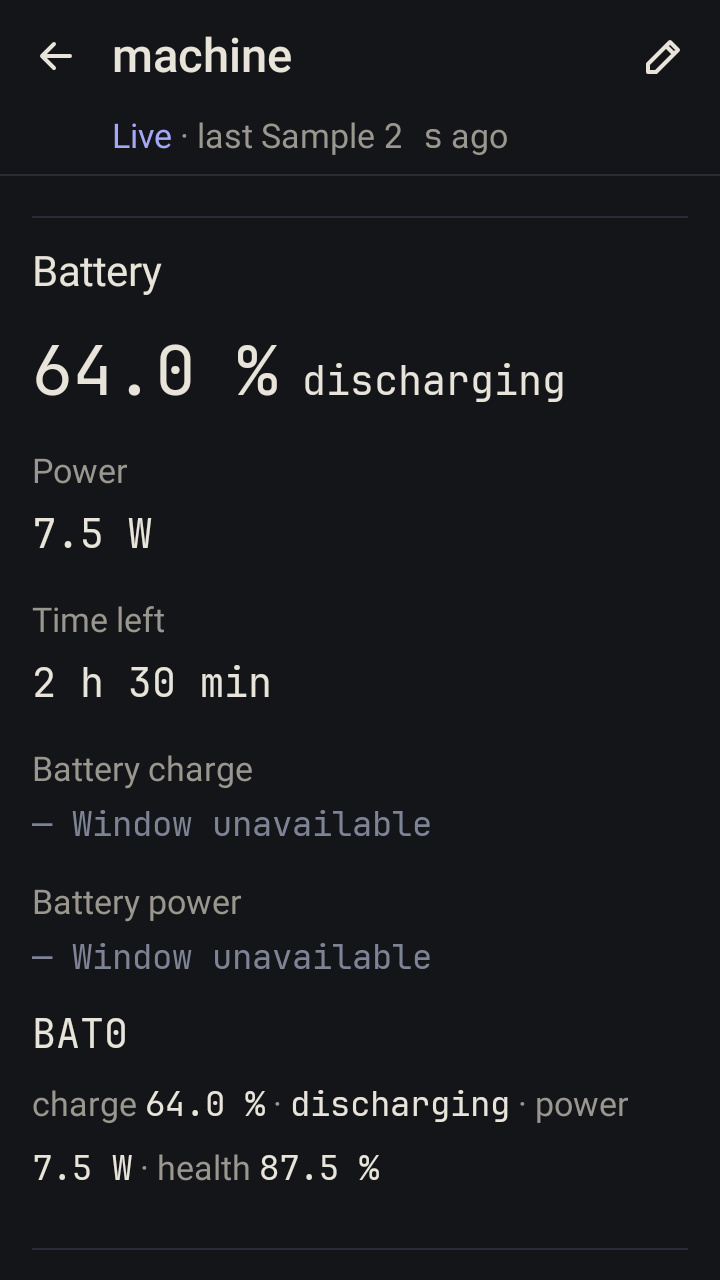 machine
Live · last Sample 2 s ago
Battery
64.0 % discharging
Power
7.5 W
Time left
2 h 30 min
Battery charge
— Window unavailable
Battery power
— Window unavailable
BAT0
charge 64.0 % · discharging · power
7.5 W · health 87.5 %